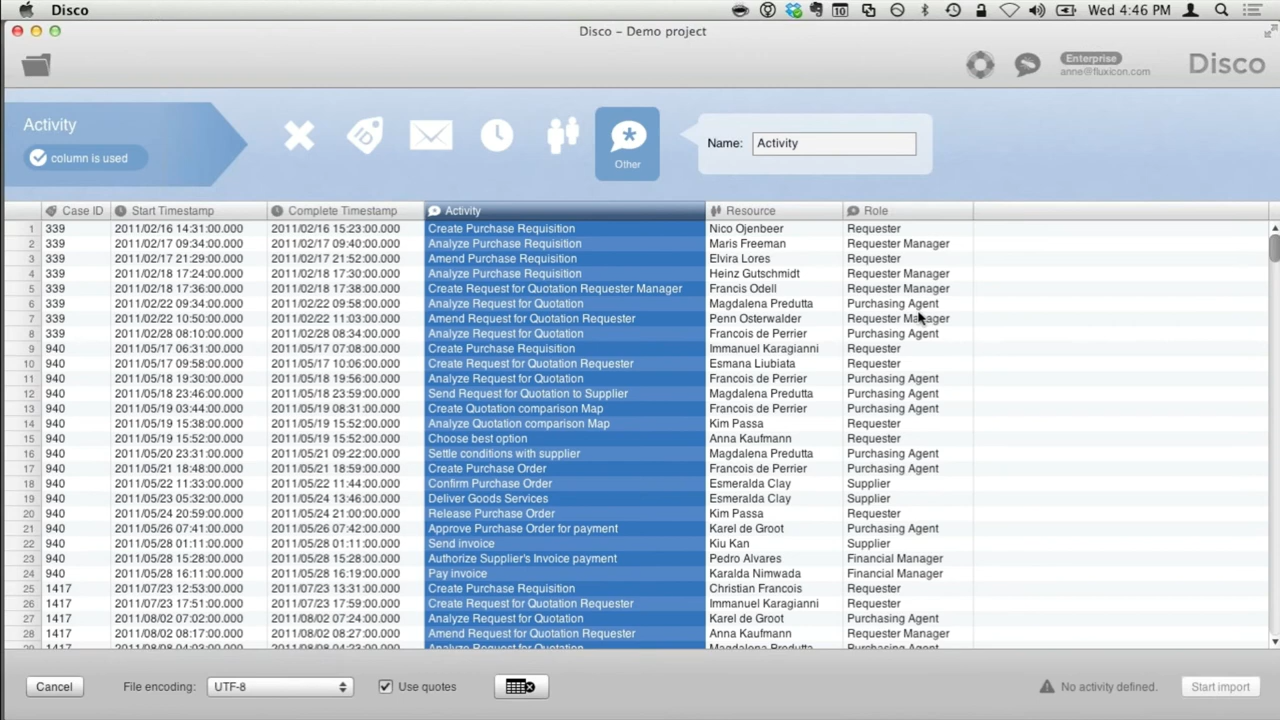 Disco
10
Wed 4:46 PM
Disco – Demo project
Enterprise
anne@fluxicon.com
Disco
Activity
column is used
ID
Other
Name: Activity
Case ID Start Timestamp Complete Timestamp Activity Resource Role
1 339 2011/02/16 14:31:00.000 2011/02/16 15:23:00.000 Create Purchase Requisition Nico Ojenbeer Requester
2 339 2011/02/17 09:34:00.000 2011/02/17 09:40:00.000 Analyze Purchase Requisition Maris Freeman Requester Manager
3 339 2011/02/17 21:29:00.000 2011/02/17 21:52:00.000 Amend Purchase Requisition Elvira Lores Requester
4 339 2011/02/18 17:24:00.000 2011/02/18 17:30:00.000 Analyze Purchase Requisition Heinz Gutschmidt Requester Manager
5 339 2011/02/18 17:36:00.000 2011/02/18 17:38:00.000 Create Request for Quotation Requester Manager Francis Odell Requester Manager
6 339 2011/02/22 09:34:00.000 2011/02/22 09:58:00.000 Analyze Request for Quotation Magdalena Predutta Purchasing Agent
7 339 2011/02/22 10:50:00.000 2011/02/22 11:03:00.000 Amend Request for Quotation Requester Penn Osterwalder Requester Manager
8 339 2011/02/28 08:10:00.000 2011/02/28 08:34:00.000 Analyze Request for Quotation Francois de Perrier Purchasing Agent
9 940 2011/05/17 06:31:00.000 2011/05/17 07:08:00.000 Create Purchase Requisition Immanuel Karagianni Requester
10 940 2011/05/17 09:58:00.000 2011/05/17 10:06:00.000 Create Request for Quotation Requester Esmana Liubiata Requester
11 940 2011/05/18 19:30:00.000 2011/05/18 19:56:00.000 Analyze Request for Quotation Francois de Perrier Purchasing Agent
12 940 2011/05/18 23:46:00.000 2011/05/18 23:59:00.000 Send Request for Quotation to Supplier Magdalena Predutta Purchasing Agent
13 940 2011/05/19 03:44:00.000 2011/05/19 08:31:00.000 Create Quotation comparison Map Francois de Perrier Purchasing Agent
14 940 2011/05/19 15:38:00.000 2011/05/19 15:52:00.000 Analyze Quotation comparison Map Kim Passa Requester
15 940 2011/05/19 15:52:00.000 2011/05/19 15:52:00.000 Choose best option Anna Kaufmann Requester
16 940 2011/05/20 23:31:00.000 2011/05/21 09:22:00.000 Settle conditions with supplier Magdalena Predutta Purchasing Agent
17 940 2011/05/21 18:48:00.000 2011/05/21 18:59:00.000 Create Purchase Order Francois de Perrier Purchasing Agent
18 940 2011/05/22 11:33:00.000 2011/05/22 11:44:00.000 Confirm Purchase Order Esmeralda Clay Supplier
19 940 2011/05/23 05:32:00.000 2011/05/24 13:46:00.000 Deliver Goods Services Esmeralda Clay Supplier
20 940 2011/05/24 20:59:00.000 2011/05/24 21:00:00.000 Release Purchase Order Kim Passa Requester
21 940 2011/05/26 07:41:00.000 2011/05/26 07:42:00.000 Approve Purchase Order for payment Karel de Groot Purchasing Agent
22 940 2011/05/28 01:11:00.000 2011/05/28 01:11:00.000 Send invoice Kiu Kan Supplier
23 940 2011/05/28 15:28:00.000 2011/05/28 15:28:00.000 Authorize Supplier's Invoice payment Pedro Alvares Financial Manager
24 940 2011/05/28 16:11:00.000 2011/05/28 16:19:00.000 Pay invoice Karalda Nimwada Financial Manager
25 1417 2011/07/23 12:53:00.000 2011/07/23 13:31:00.000 Create Purchase Requisition Christian Francois Requester
26 1417 2011/07/23 17:51:00.000 2011/07/23 17:59:00.000 Create Request for Quotation Requester Immanuel Karagianni Requester
27 1417 2011/08/02 07:02:00.000 2011/08/02 07:24:00.000 Analyze Request for Quotation Karel de Groot Purchasing Agent
28 1417 2011/08/02 08:17:00.000 2011/08/02 08:27:00.000 Amend Request for Quotation Requester Anna Kaufmann Requester Manager
Cancel File encoding: UTF-8 Use quotes No activity defined. Start import